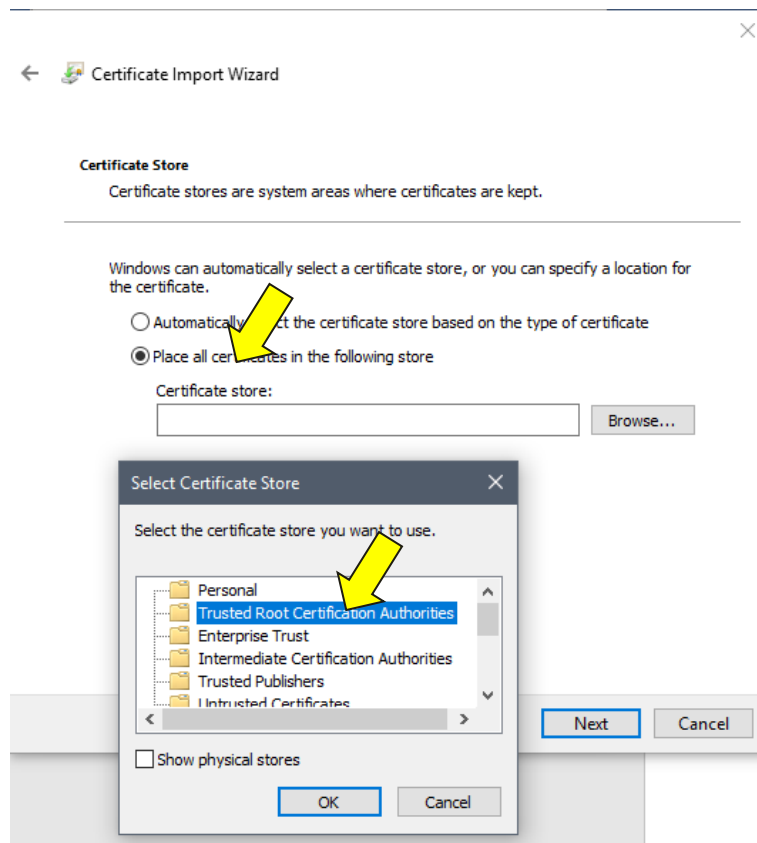 Certificate Import Wizard
Certificate Store
Certificate stores are system areas where certificates are kept.
Windows can automatically select a certificate store, or you can specify a location for
the certificate.
Automatically the certificate store based on the type of certificate
Place all certificates in the following store
Certificate store:
Browse...
Select Certificate Store
Select the certificate store you want to use.
Personal
Trusted Root Certification Authorities
Enterprise Trust
Intermediate Certification Authorities
Trusted Publishers
Untrusted Certificates
Show physical stores
OK
Cancel
Next
Cancel